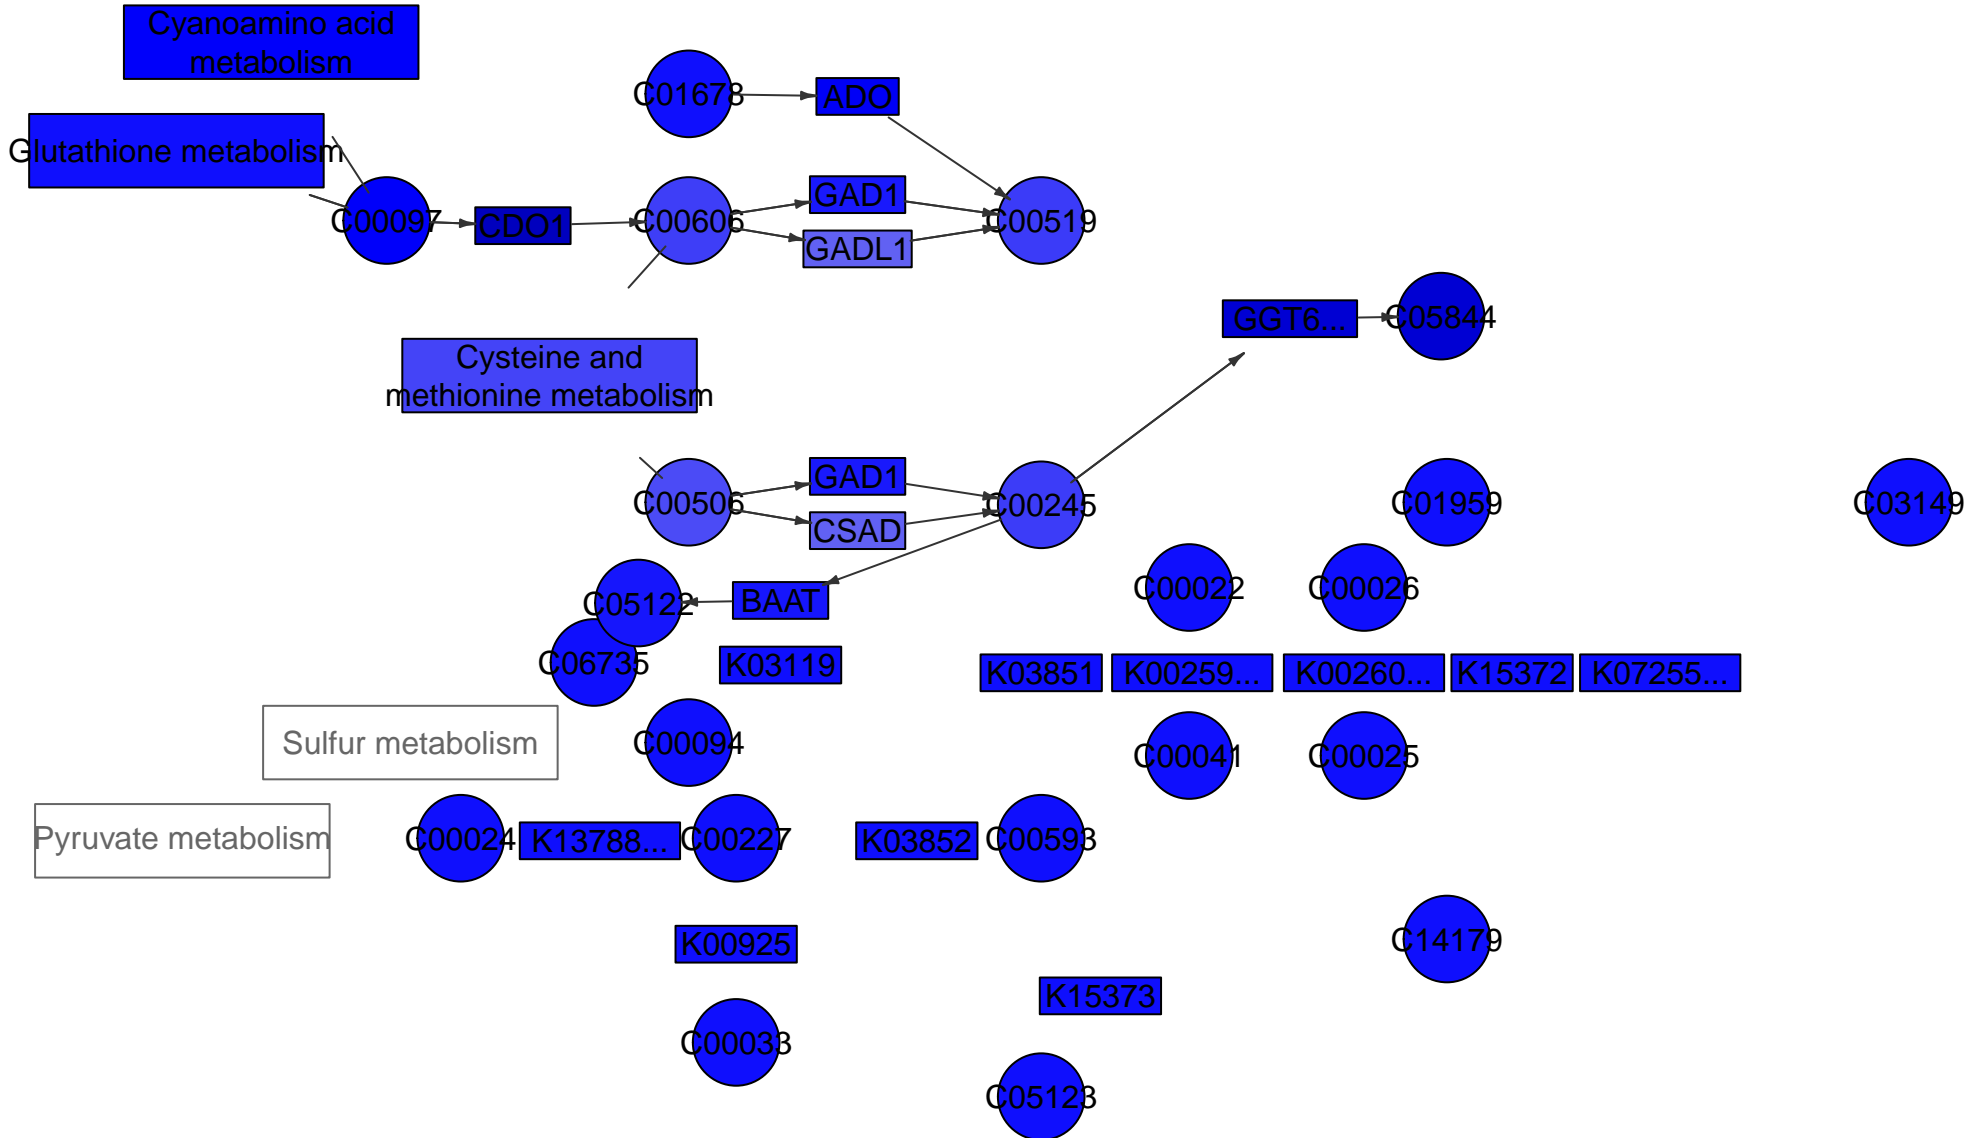 Cyanoamino acid
metabolism
C01678
ADO
Glutathione metabolism
GAD1
C00097
CDO1
C00606
C00519
GADL1
GGT6...
C05844
Cysteine and
methionine metabolism
GAD1
C00506
C00245
C01959
C03149
CSAD
C00022
C00026
C05122
BAAT
C06735
K03119
K03851
K00259...
K00260...
K15372
K07255...
Sulfur metabolism
C00094
C00041
C00025
Pyruvate metabolism
C00024
K13788...
C00227
K03852
C00593
K00925
C14179
K15373
C00033
C05123